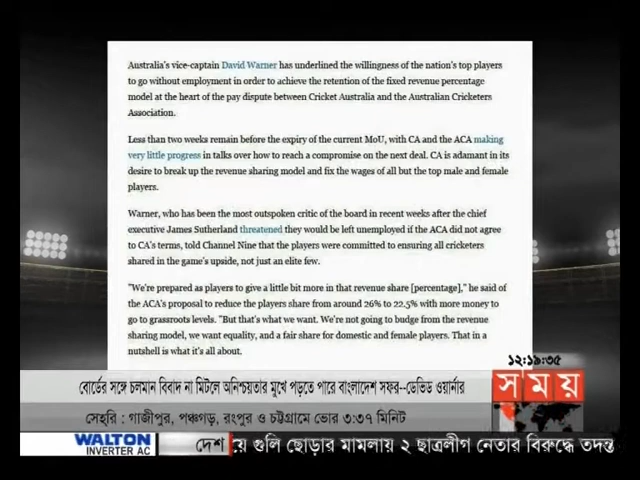 Australia's vice-captain David Warner has underlined the willingness of the nation's top players
to go without employment in order to achieve the retention of the fixed revenue percentage
model at the heart of the pay dispute between Cricket Australia and the Australian Cricketers
Association.
Less than two weeks remain before the expiry of the current MoU, with CA and the ACA making
very little progress in talks over how to reach a compromise on the next deal. CA is adamant in its
desire to break up the revenue sharing model and fix the wages of all but the top male and female
players.
Warner, who has been the most outspoken critic of the board in recent weeks after the chief
executive James Sutherland threatened they would be left unemployed if the ACA did not agree
to CA's terms, told Channel Nine that the players were committed to ensuring all cricketers
shared in the game's upside, not just an elite few.
"We're prepared as players to give a little bit more in that revenue share [percentage]," he said of
the ACA's proposal to reduce the players share from around 26% to 22.5% with more money to
go to grassroots levels. "But that's what we want. We're not going to budge from the revenue
sharing model, we want equality, and a fair share for domestic and female players. That in a
nutshell is what it's all about.
১২:১৯:৩৫
বোর্ডের সঙ্গে চলমান বিবাদ না মিটলে অনিশ্চয়তার মুখে পড়তে পারে বাংলাদেশ সফর--ডেভিড ওয়ার্নার
সময়
সেহরি : গাজীপুর, পঞ্চগড়, রংপুর ও চট্টগ্রামে ভোর ৩:৩৭ মিনিট
WALTON
INVERTER AC
দেশ
য়ে গুলি ছোড়ার মামলায় ২ ছাত্রলীগ নেতার বিরুদ্ধে তদন্ত